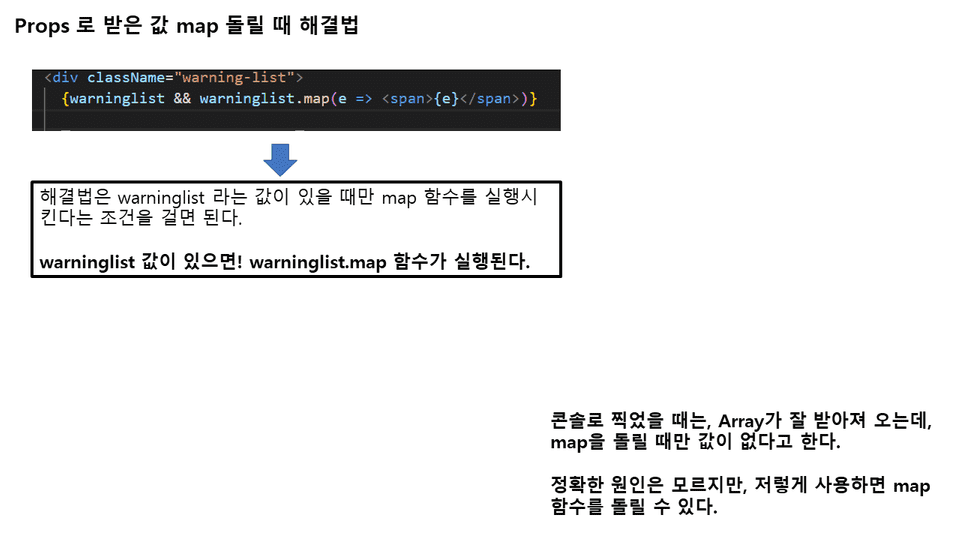 Props 로 받은 값 map 돌릴 때 해결법
<div className="warning-list">
{warninglist && warninglist.map(e => <span>{e}</span>)}
해결법은 warninglist 라는 값이 있을 때만 map 함수를 실행시
킨다는 조건을 걸면 된다.
warninglist 값이 있으면! warninglist.map 함수가 실행된다.
콘솔로 찍었을 때는, Array가 잘 받아져 오는데,
map을 돌릴 때만 값이 없다고 한다.
정확한 원인은 모르지만, 저렇게 사용하면 map
함수를 돌릴 수 있다.